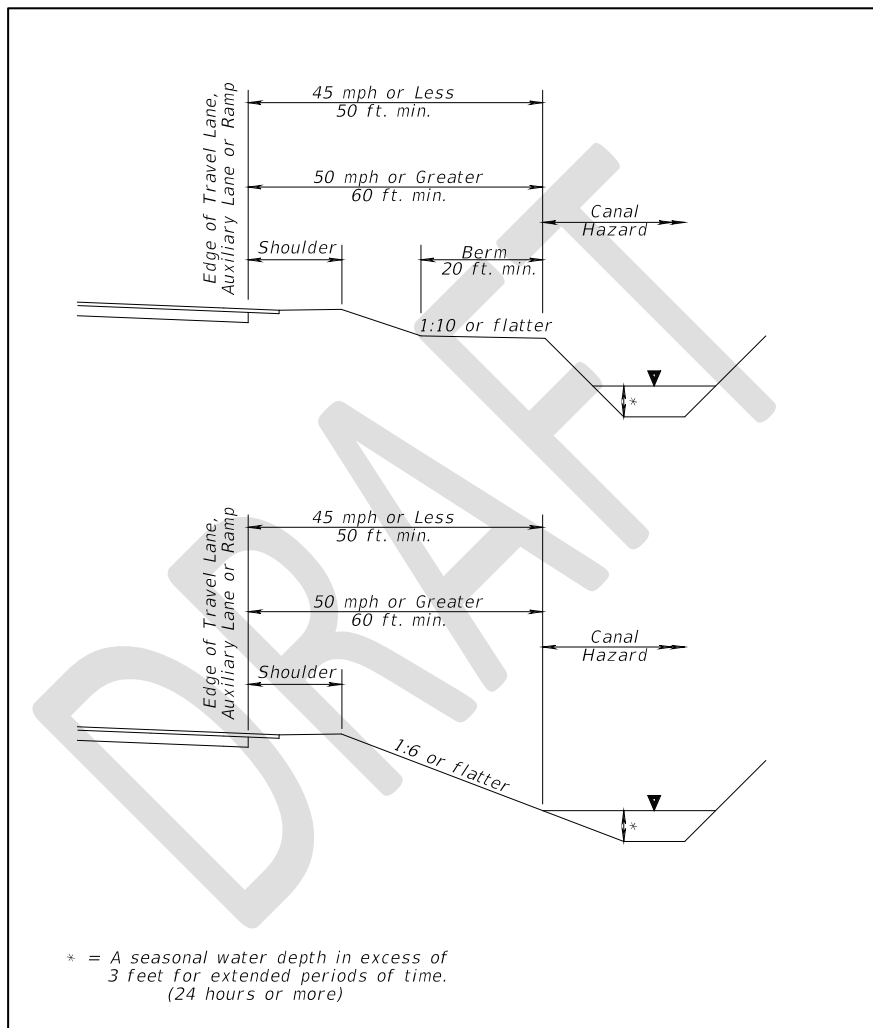 Edge of Travel Lane,
Auxiliary Lane or Ramp
45 mph or Less
50 ft. min.
50 mph or Greater
60 ft. min.
Canal
Hazard
Shoulder
Berm
20 ft. min.
1:10 or flatter
*
Edge of Travel Lane,
Auxiliary Lane or Ramp
45 mph or Less
50 ft. min.
50 mph or Greater
60 ft. min.
Canal
Hazard
Shoulder
1:6 or flatter
*
* = A seasonal water depth in excess of
3 feet for extended periods of time.
(24 hours or more)
DRAFT